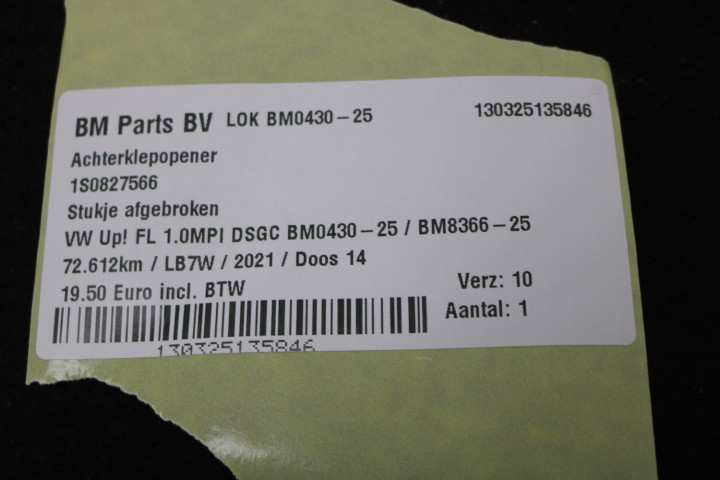 BM Parts BV LOK BM0430-25 130325135846
Achterklepopener
1S0827566
Stukje afgebroken
VW Up! FL 1.0MPI DSGC BM0430-25 / BM8366-25
72.612km / LB7W / 2021 / Doos 14
19.50 Euro incl. BTW Verz: 10
Aantal: 1
130325135846